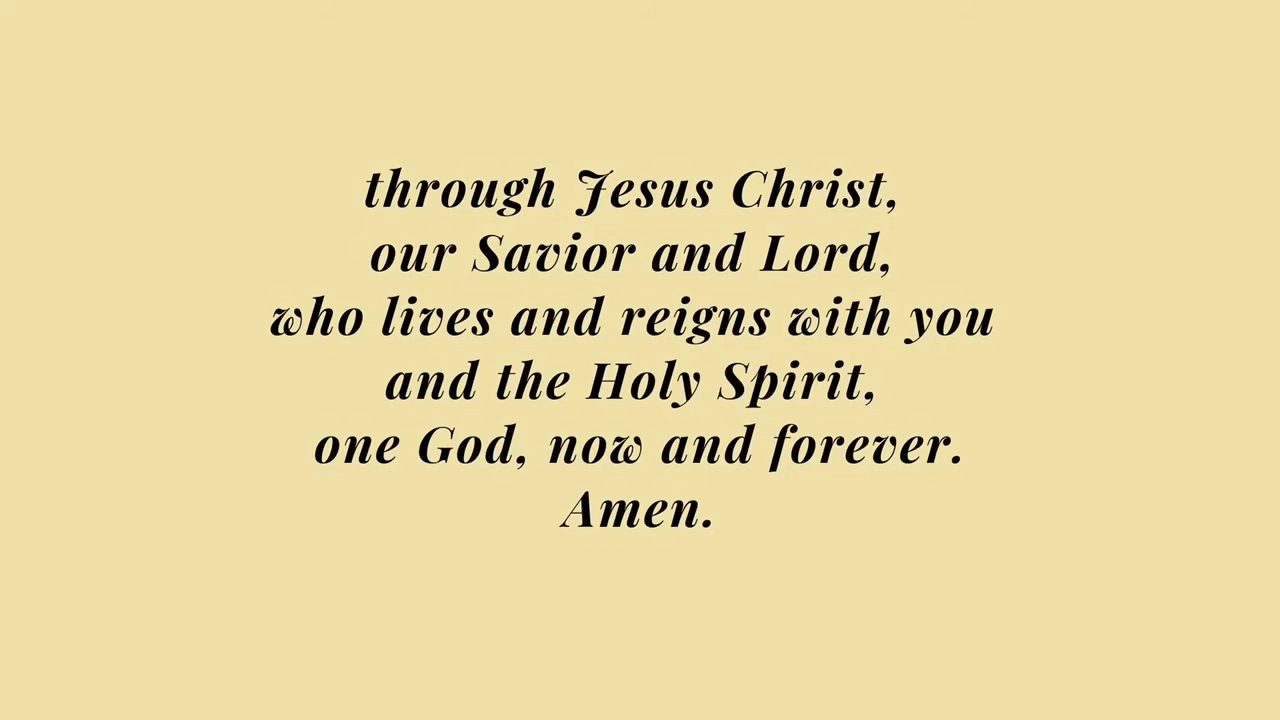 through Jesus Christ,
our Savior and Lord,
who lives and reigns with you
and the Holy Spirit,
one God, now and forever.
Amen.